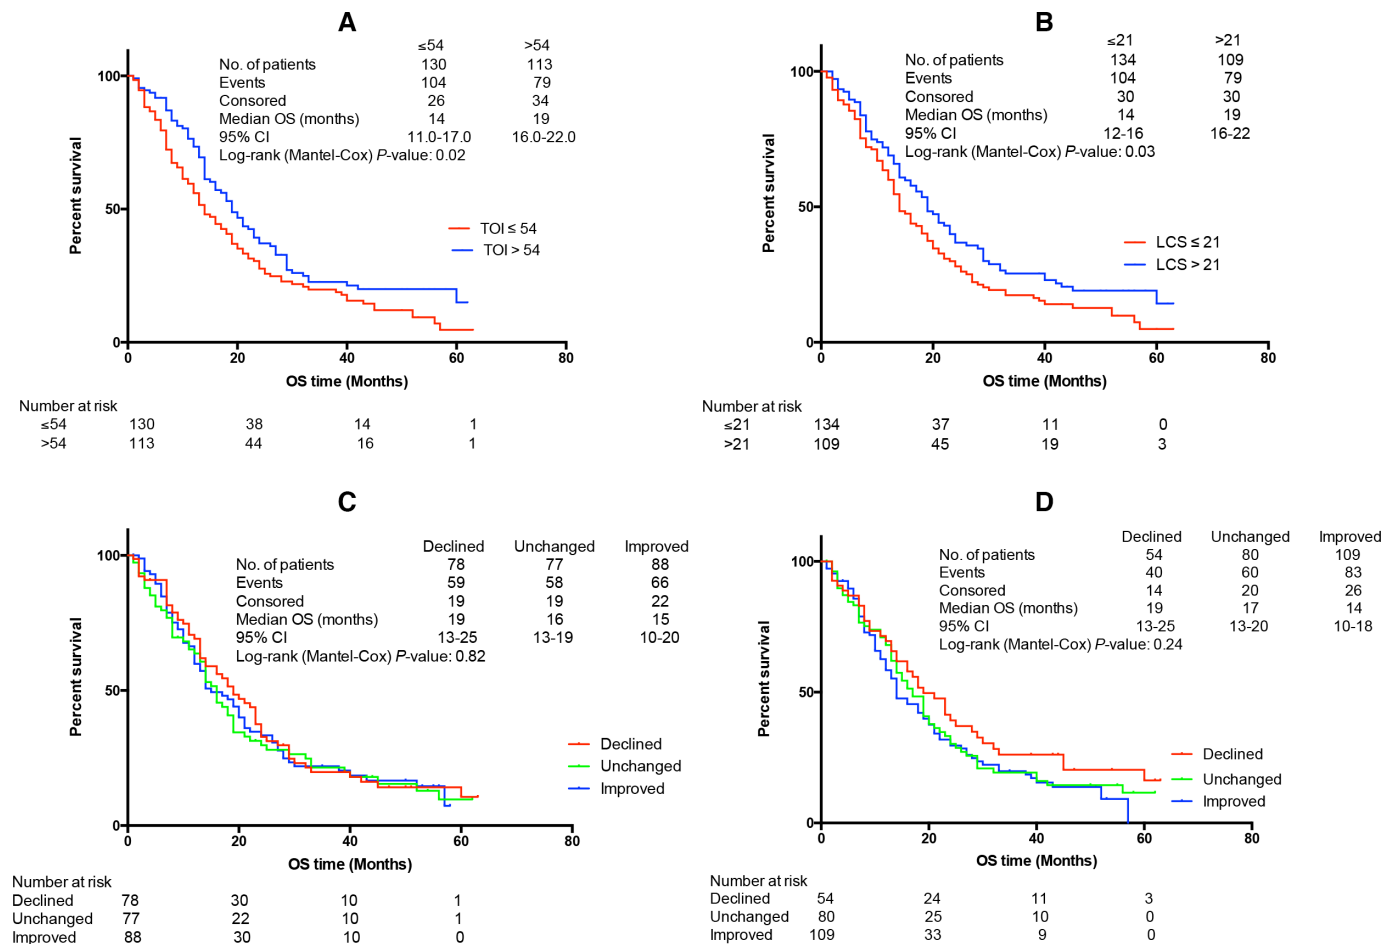 A
≤54 >54
No. of patients 130 113
Events 104 79
Consored 26 34
Median OS (months) 14 19
95% CI 11.0-17.0 16.0-22.0
Log-rank (Mantel-Cox) P-value: 0.02
Percent survival
100
50
0
TOI ≤ 54
TOI > 54
0 20 40 60 80
OS time (Months)
Number at risk
≤54 130 38 14 1
>54 113 44 16 1
B
≤21 >21
No. of patients 134 109
Events 104 79
Consored 30 30
Median OS (months) 14 19
95% CI 12-16 16-22
Log-rank (Mantel-Cox) P-value: 0.03
Percent survival
100
50
0
LCS ≤ 21
LCS > 21
0 20 40 60 80
OS time (Months)
Number at risk
≤21 134 37 11 0
>21 109 45 19 3
C
Declined Unchanged Improved
No. of patients 78 77 88
Events 59 58 66
Consored 19 19 22
Median OS (months) 19 16 15
95% CI 13-25 13-19 10-20
Log-rank (Mantel-Cox) P-value: 0.82
Percent survival
100
50
0
Declined
Unchanged
Improved
0 20 40 60 80
OS time (Months)
Number at risk
Declined 78 30 10 1
Unchanged 77 22 10 1
Improved 88 30 10 0
D
Declined Unchanged Improved
No. of patients 54 80 109
Events 40 60 83
Consored 14 20 26
Median OS (months) 19 17 14
95% CI 13-25 13-20 10-18
Log-rank (Mantel-Cox) P-value: 0.24
Percent survival
100
50
0
Declined
Unchanged
Improved
0 20 40 60 80
OS time (Months)
Number at risk
Declined 54 24 11 3
Unchanged 80 25 10 0
Improved 109 33 9 0